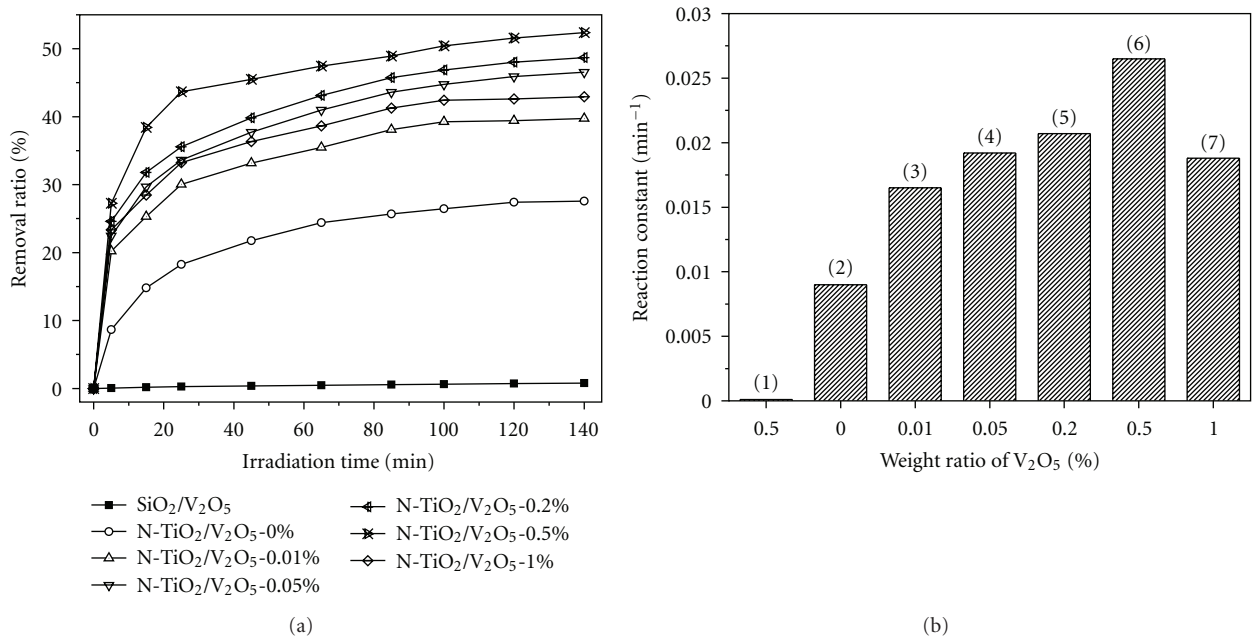 50
40
30
20
10
0
Removal ratio (%)
0 20 40 60 80 100 120 140
Irradiation time (min)
SiO₂/V₂O₅
N-TiO₂/V₂O₅-0%
N-TiO₂/V₂O₅-0.01%
N-TiO₂/V₂O₅-0.05%
N-TiO₂/V₂O₅-0.2%
N-TiO₂/V₂O₅-0.5%
N-TiO₂/V₂O₅-1%
(a)
0.03
0.025
0.02
0.015
0.01
0.005
0
Reaction constant (min⁻¹)
(1)
(2)
(3)
(4)
(5)
(6)
(7)
0.5 0 0.01 0.05 0.2 0.5 1
Weight ratio of V₂O₅ (%)
(b)